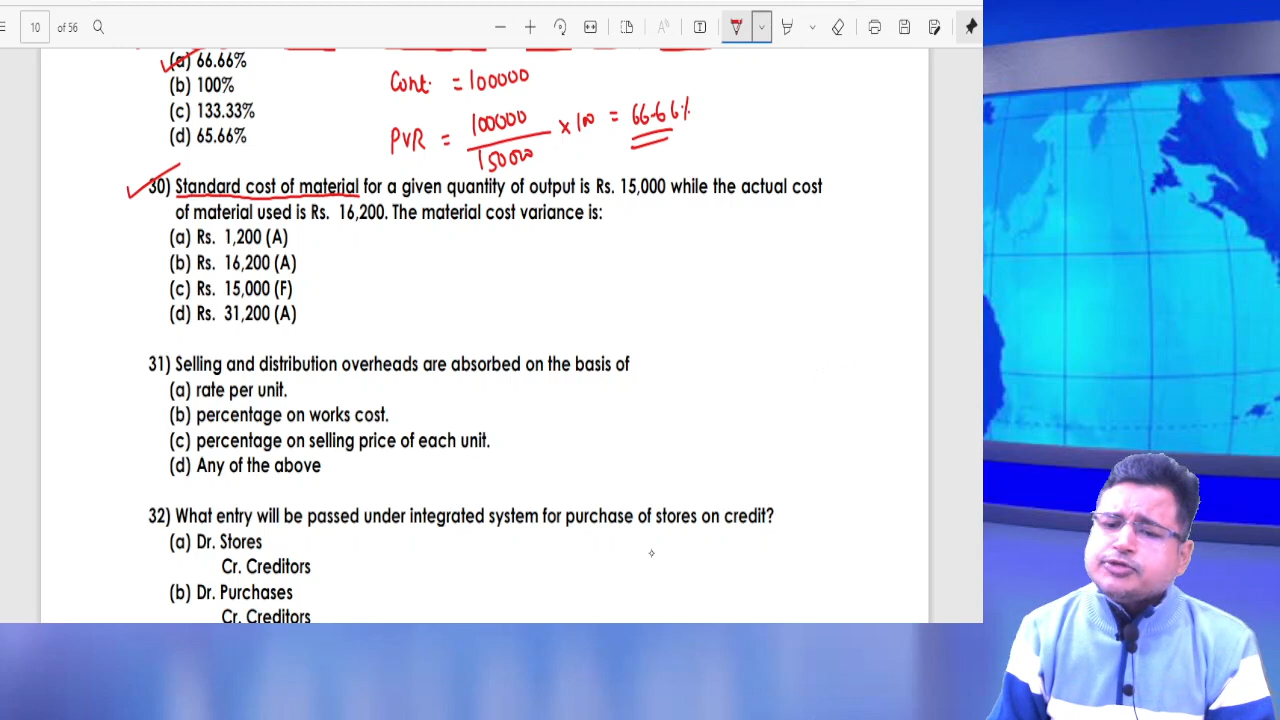 10 of 56
(a) 66.66%
(b) 100%
(c) 133.33%
(d) 65.66%
Cont. = 100000
PVR = 100000 / 150000 × 100 = 66.66%
30) Standard cost of material for a given quantity of output is Rs. 15,000 while the actual cost
of material used is Rs. 16,200. The material cost variance is:
(a) Rs. 1,200 (A)
(b) Rs. 16,200 (A)
(c) Rs. 15,000 (F)
(d) Rs. 31,200 (A)
31) Selling and distribution overheads are absorbed on the basis of
(a) rate per unit.
(b) percentage on works cost.
(c) percentage on selling price of each unit.
(d) Any of the above
32) What entry will be passed under integrated system for purchase of stores on credit?
(a) Dr. Stores
Cr. Creditors
(b) Dr. Purchases
Cr. Creditors